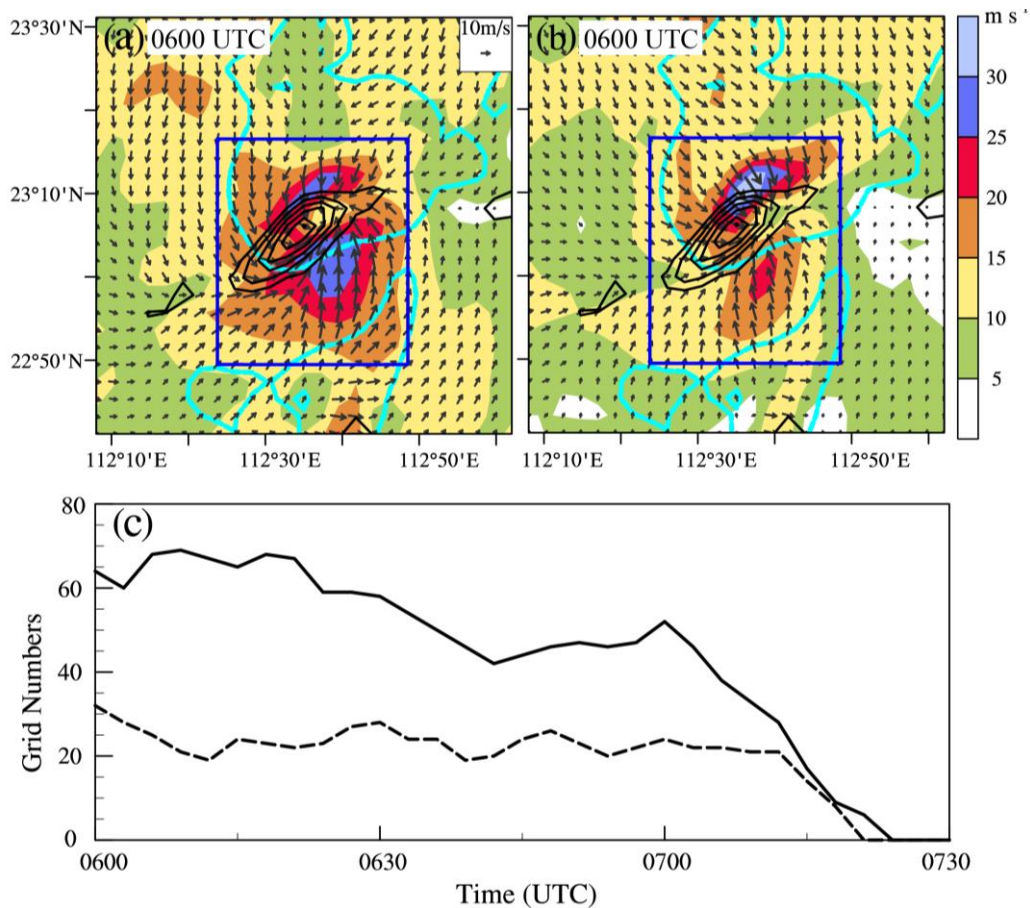 (a) 0600 UTC
10m/s
(b) 0600 UTC
m s⁻¹
23°30'N
23°10'N
22°50'N
112°10'E 112°30'E 112°50'E
112°10'E 112°30'E 112°50'E
30
25
20
15
10
5
(c)
80
60
40
20
0
Grid Numbers
0600 0630 0700 0730
Time (UTC)